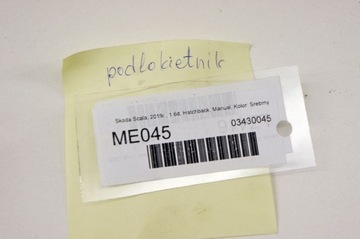 podłokietnik
Skoda Scala, 2019r., 1.6d, Hatchback, Manual, Kolor: Srebrny
ME045
03430045